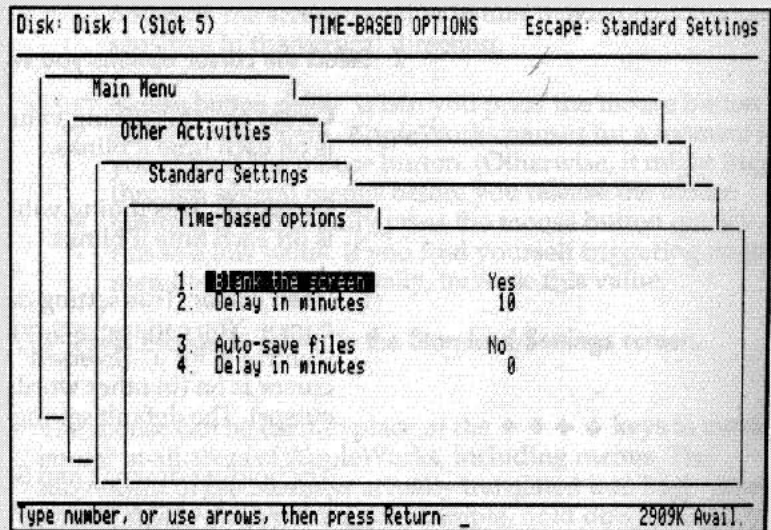 Disk: Disk 1 (Slot 5) TIME-BASED OPTIONS Escape: Standard Settings
Main Menu
Other Activities
Standard Settings
Time-based options
Blank the screen Yes
2. Delay in minutes 10
3. Auto-save files No
4. Delay in minutes 0
Type number, or use arrows, then press Return _ 2909K Avail.